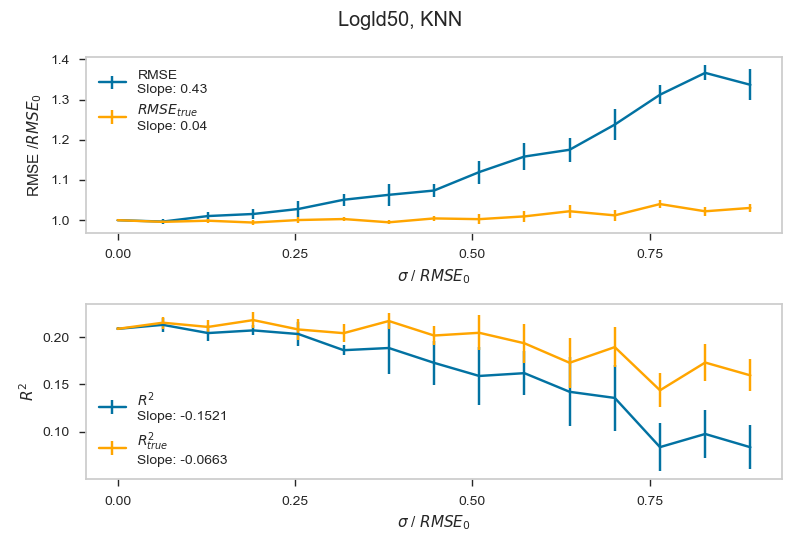 Logld50, KNN
RMSE /RMSE₀
1.4
1.3
1.2
1.1
1.0
RMSE
Slope: 0.43
RMSE_true
Slope: 0.04
0.00 0.25 0.50 0.75
σ / RMSE₀
R²
0.20
0.15
0.10
R²
Slope: -0.1521
R²_true
Slope: -0.0663
0.00 0.25 0.50 0.75
σ / RMSE₀